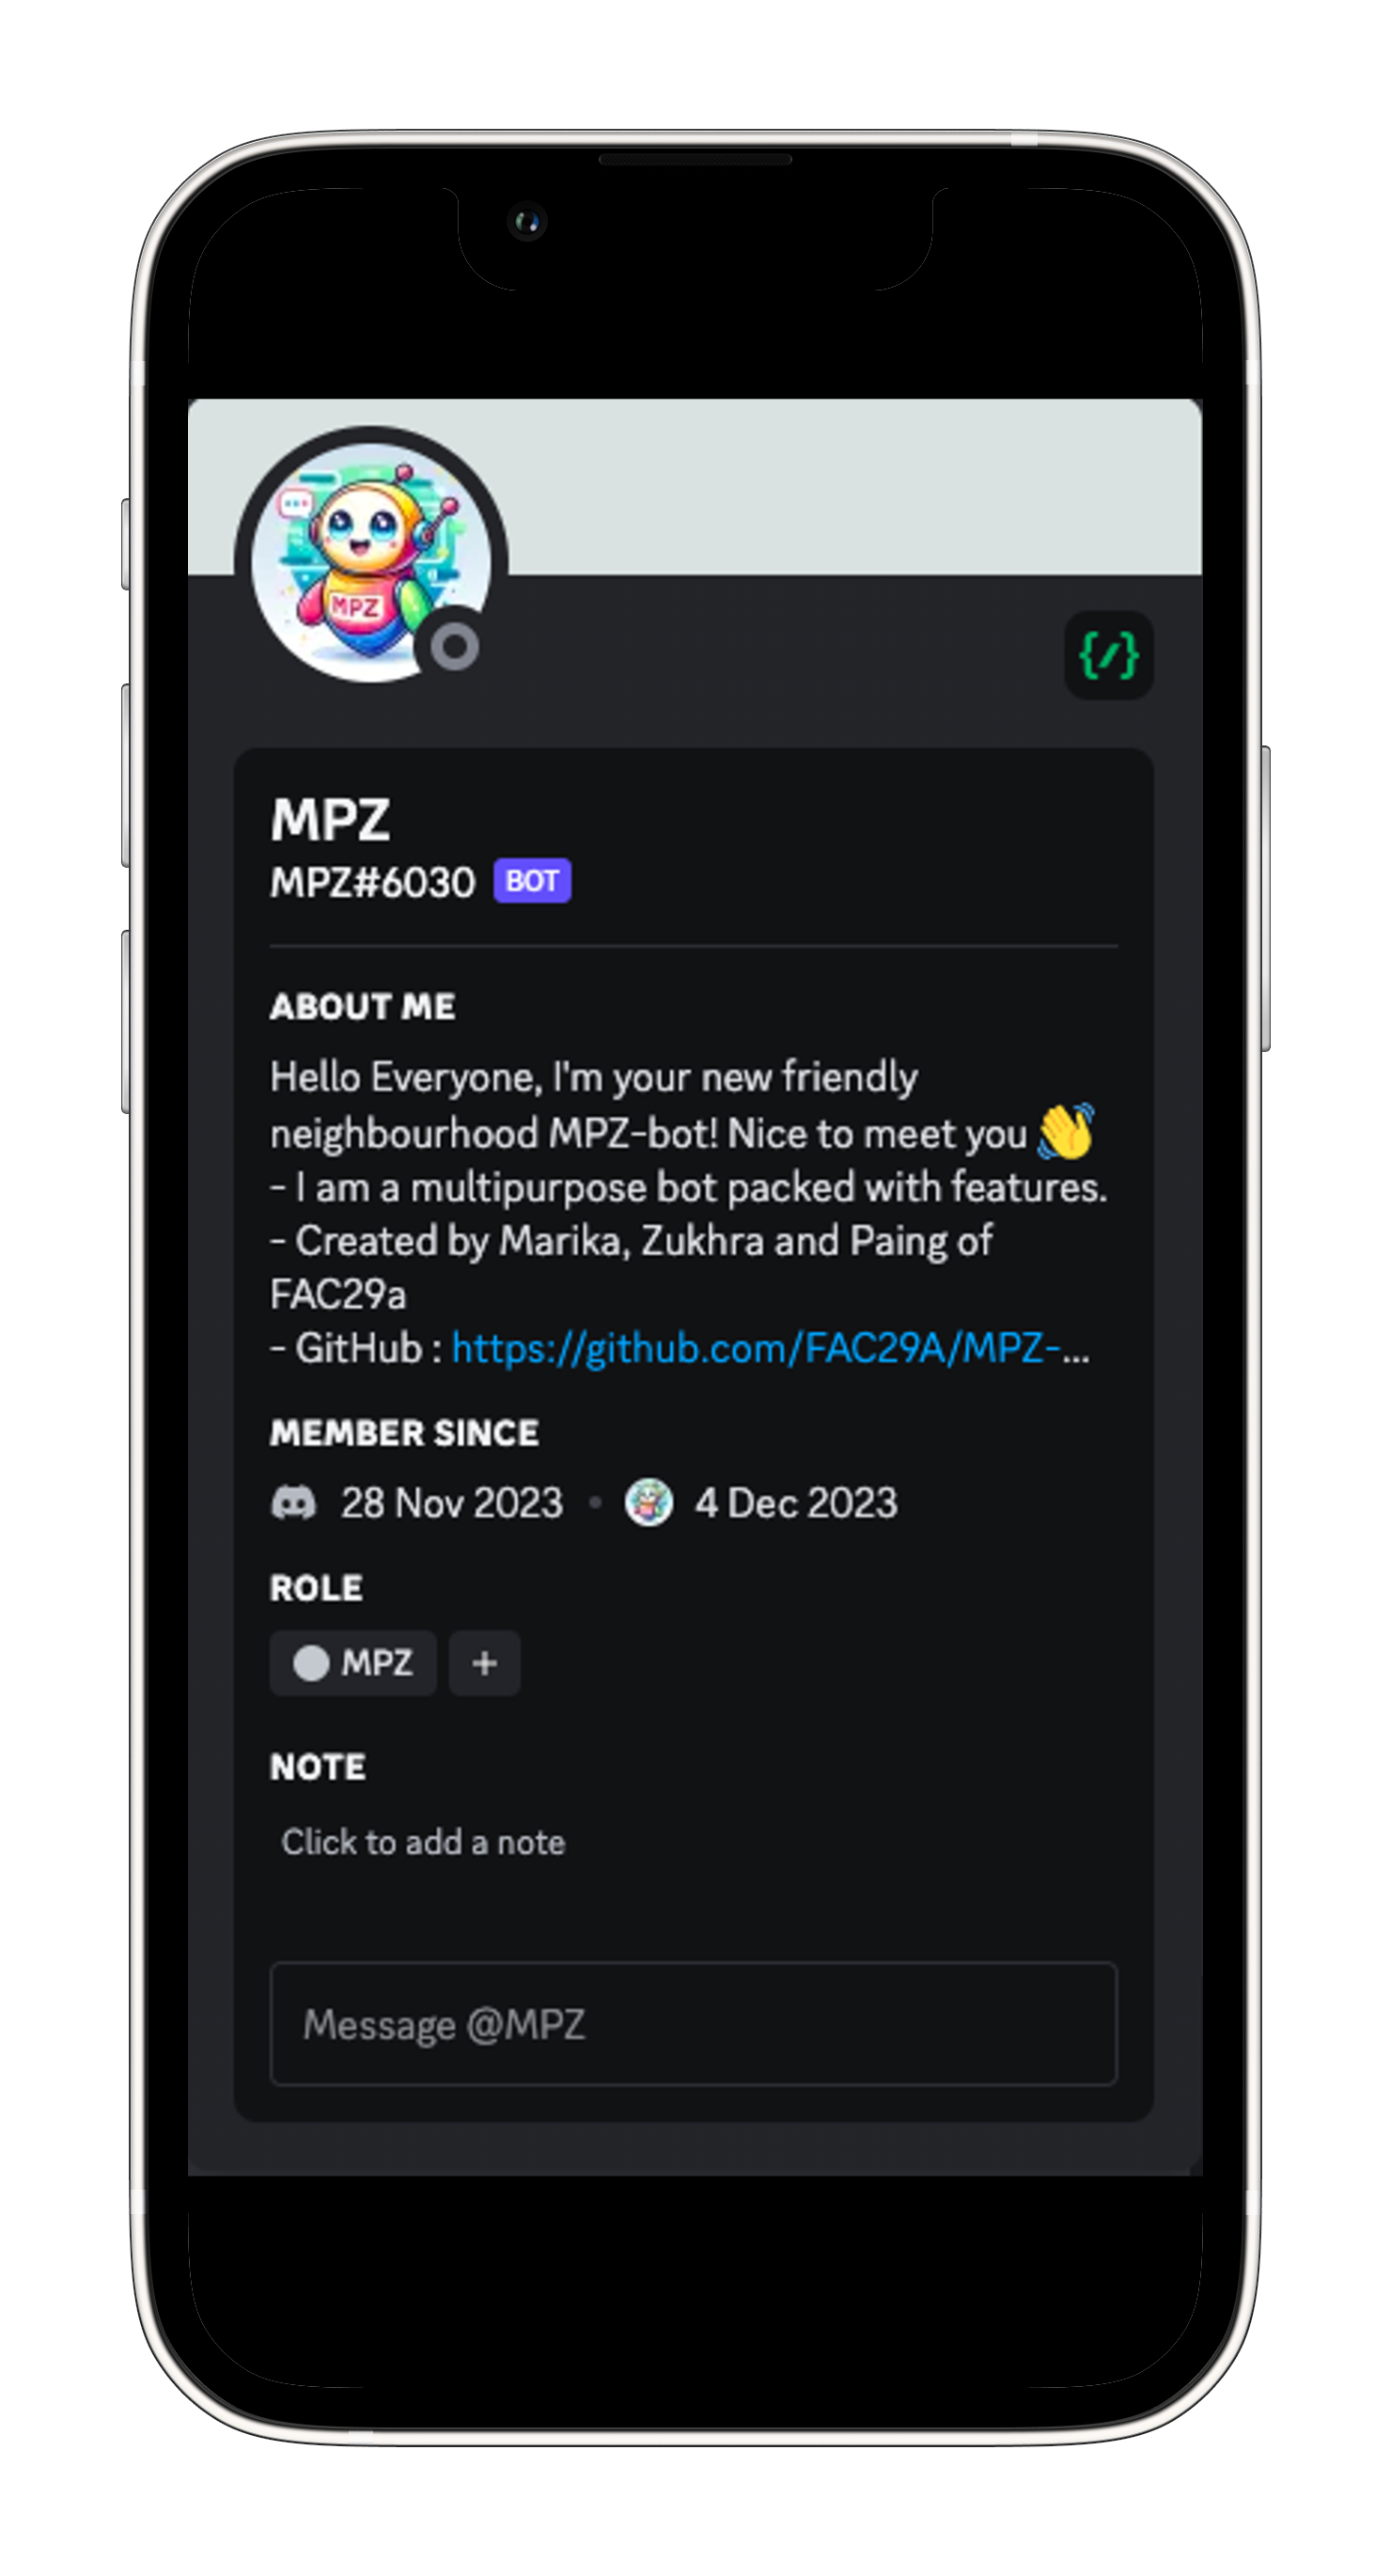 MPZ
MPZ
MPZ#6030 BOT
ABOUT ME
Hello Everyone, I'm your new friendly
neighbourhood MPZ-bot! Nice to meet you 👋
- I am a multipurpose bot packed with features.
- Created by Marika, Zukhra and Paing of
FAC29a
- GitHub : https://github.com/FAC29A/MPZ-...
MEMBER SINCE
28 Nov 2023 • 4 Dec 2023
ROLE
MPZ +
NOTE
Click to add a note
Message @MPZ